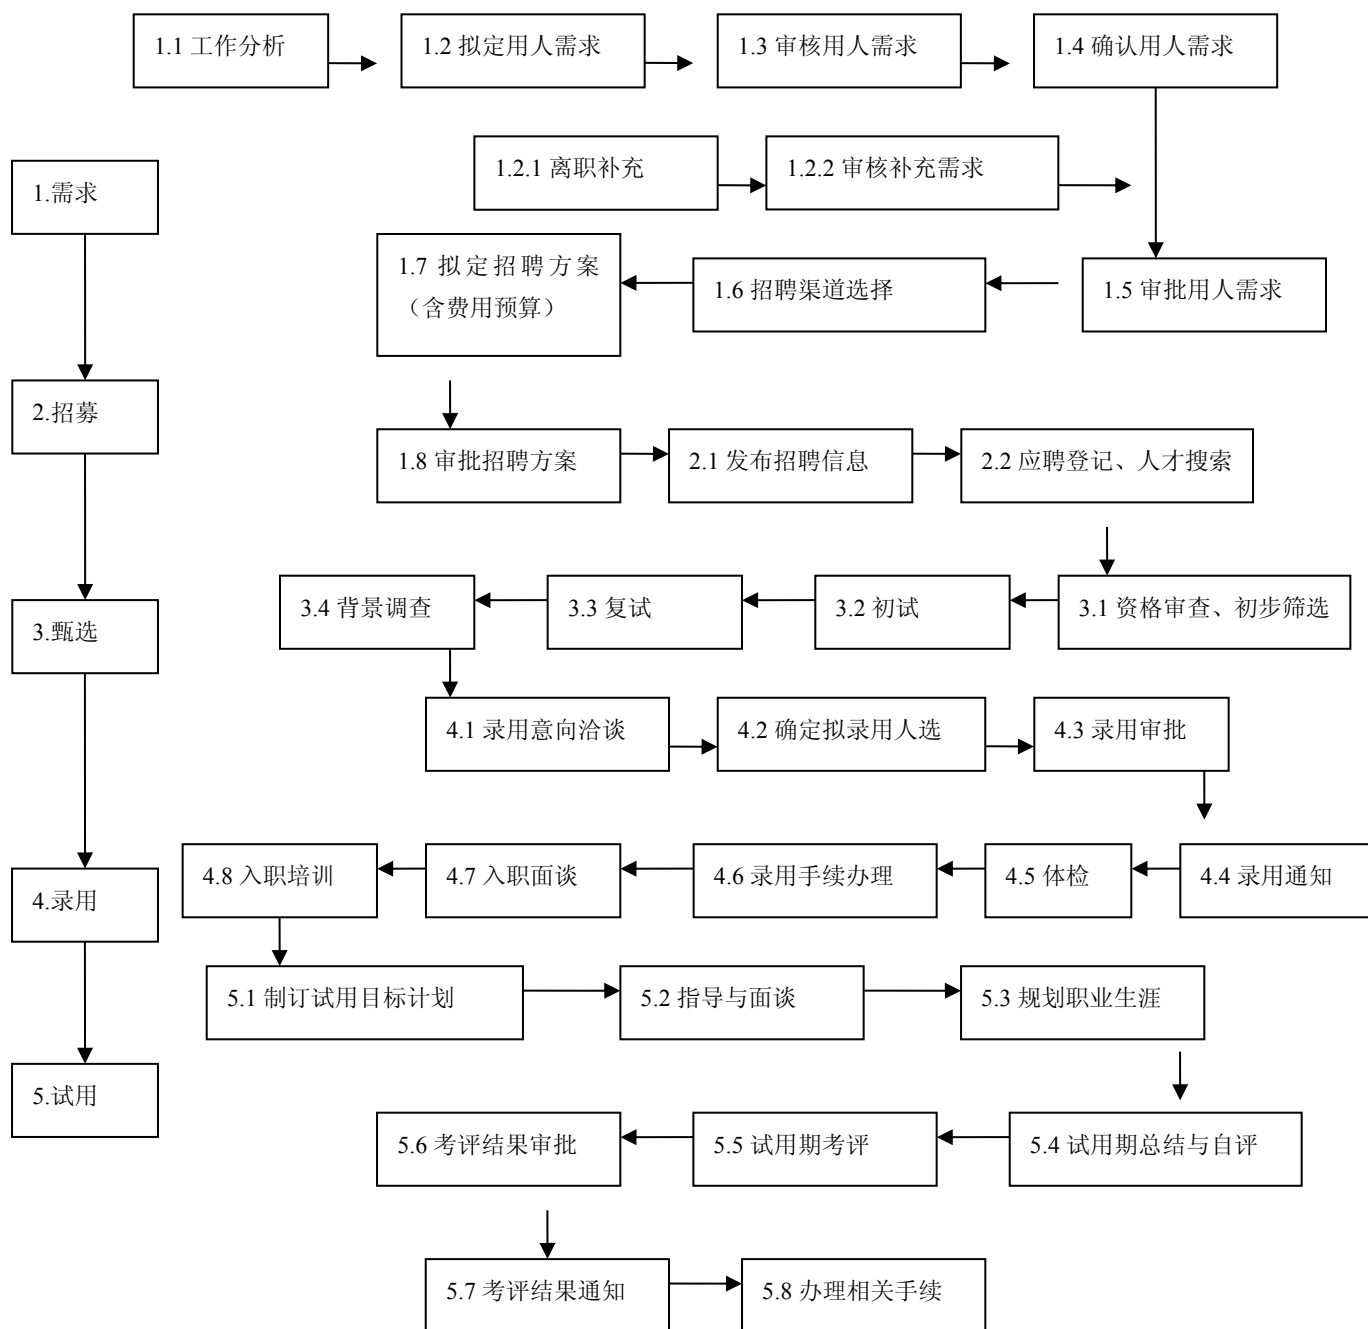 1.1 工作分析
1.2 拟定用人需求
1.3 审核用人需求
1.4 确认用人需求
1.2.1 离职补充
1.2.2 审核补充需求
1.需求
1.7 拟定招聘方案
（含费用预算）
1.6 招聘渠道选择
1.5 审批用人需求
2.招募
1.8 审批招聘方案
2.1 发布招聘信息
2.2 应聘登记、人才搜索
3.甄选
3.4 背景调查
3.3 复试
3.2 初试
3.1 资格审查、初步筛选
4.1 录用意向洽谈
4.2 确定拟录用人选
4.3 录用审批
4.录用
4.8 入职培训
4.7 入职面谈
4.6 录用手续办理
4.5 体检
4.4 录用通知
5.1 制订试用目标计划
5.2 指导与面谈
5.3 规划职业生涯
5.试用
5.6 考评结果审批
5.5 试用期考评
5.4 试用期总结与自评
5.7 考评结果通知
5.8 办理相关手续